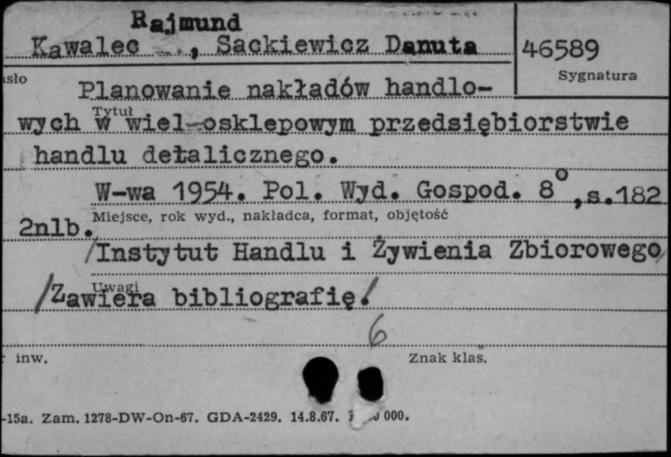 Rajmund
Kawalec , Sackiewicz Danuta
46589
Sygnatura
sło
Planowanie nakładów handlo-
Tytuł
wych w wiel-osklepowym przedsiębiorstwie
handlu detalicznego.
W-wa 1954. Pol. Wyd. Gospod. 8°, s.182
Miejsce, rok wyd., nakładca, format, objętość
2nlb.
/Instytut Handlu i Żywienia Zbiorowego/
Uwagi
/Zawiera bibliografię/
6
r inw.
Znak klas.
-15a. Zam. 1278-DW-On-67. GDA-2429. 14.8.67. 000.